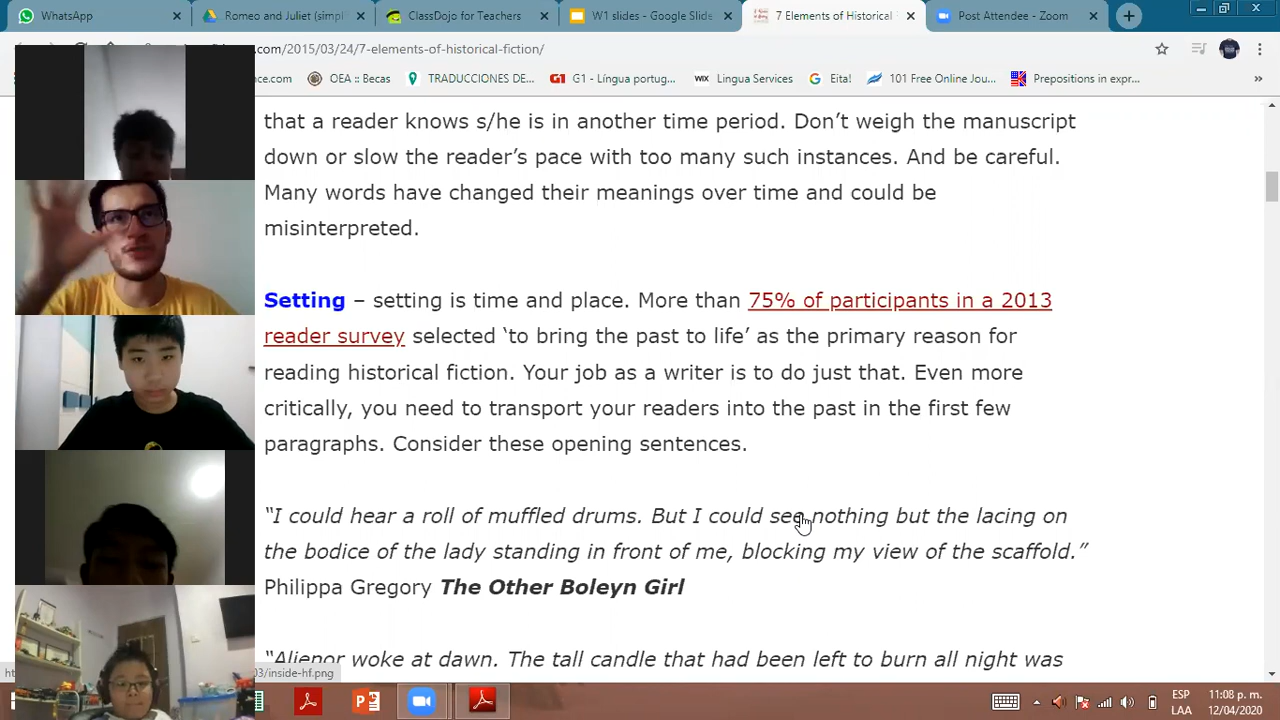 WhatsApp
Romeo and Juliet (simpl
ClassDojo for Teachers
W1 slides - Google Slide
7 Elements of Historical
Post Attendee - Zoom
.com/2015/03/24/7-elements-of-historical-fiction/
nce.com
OEA :: Becas
TRADUCCIONES DE...
G1 - Língua portug...
Lingua Services
Eita!
101 Free Online Jou...
Prepositions in expr...
that a reader knows s/he is in another time period. Don’t weigh the manuscript
down or slow the reader’s pace with too many such instances. And be careful.
Many words have changed their meanings over time and could be
misinterpreted.
Setting – setting is time and place. More than 75% of participants in a 2013
reader survey selected ‘to bring the past to life’ as the primary reason for
reading historical fiction. Your job as a writer is to do just that. Even more
critically, you need to transport your readers into the past in the first few
paragraphs. Consider these opening sentences.
“I could hear a roll of muffled drums. But I could see nothing but the lacing on
the bodice of the lady standing in front of me, blocking my view of the scaffold.”
Philippa Gregory The Other Boleyn Girl
“Alienor woke at dawn. The tall candle that had been left to burn all night was
03/inside-hf.png
ESP
LAA
11:08 p. m.
12/04/2020